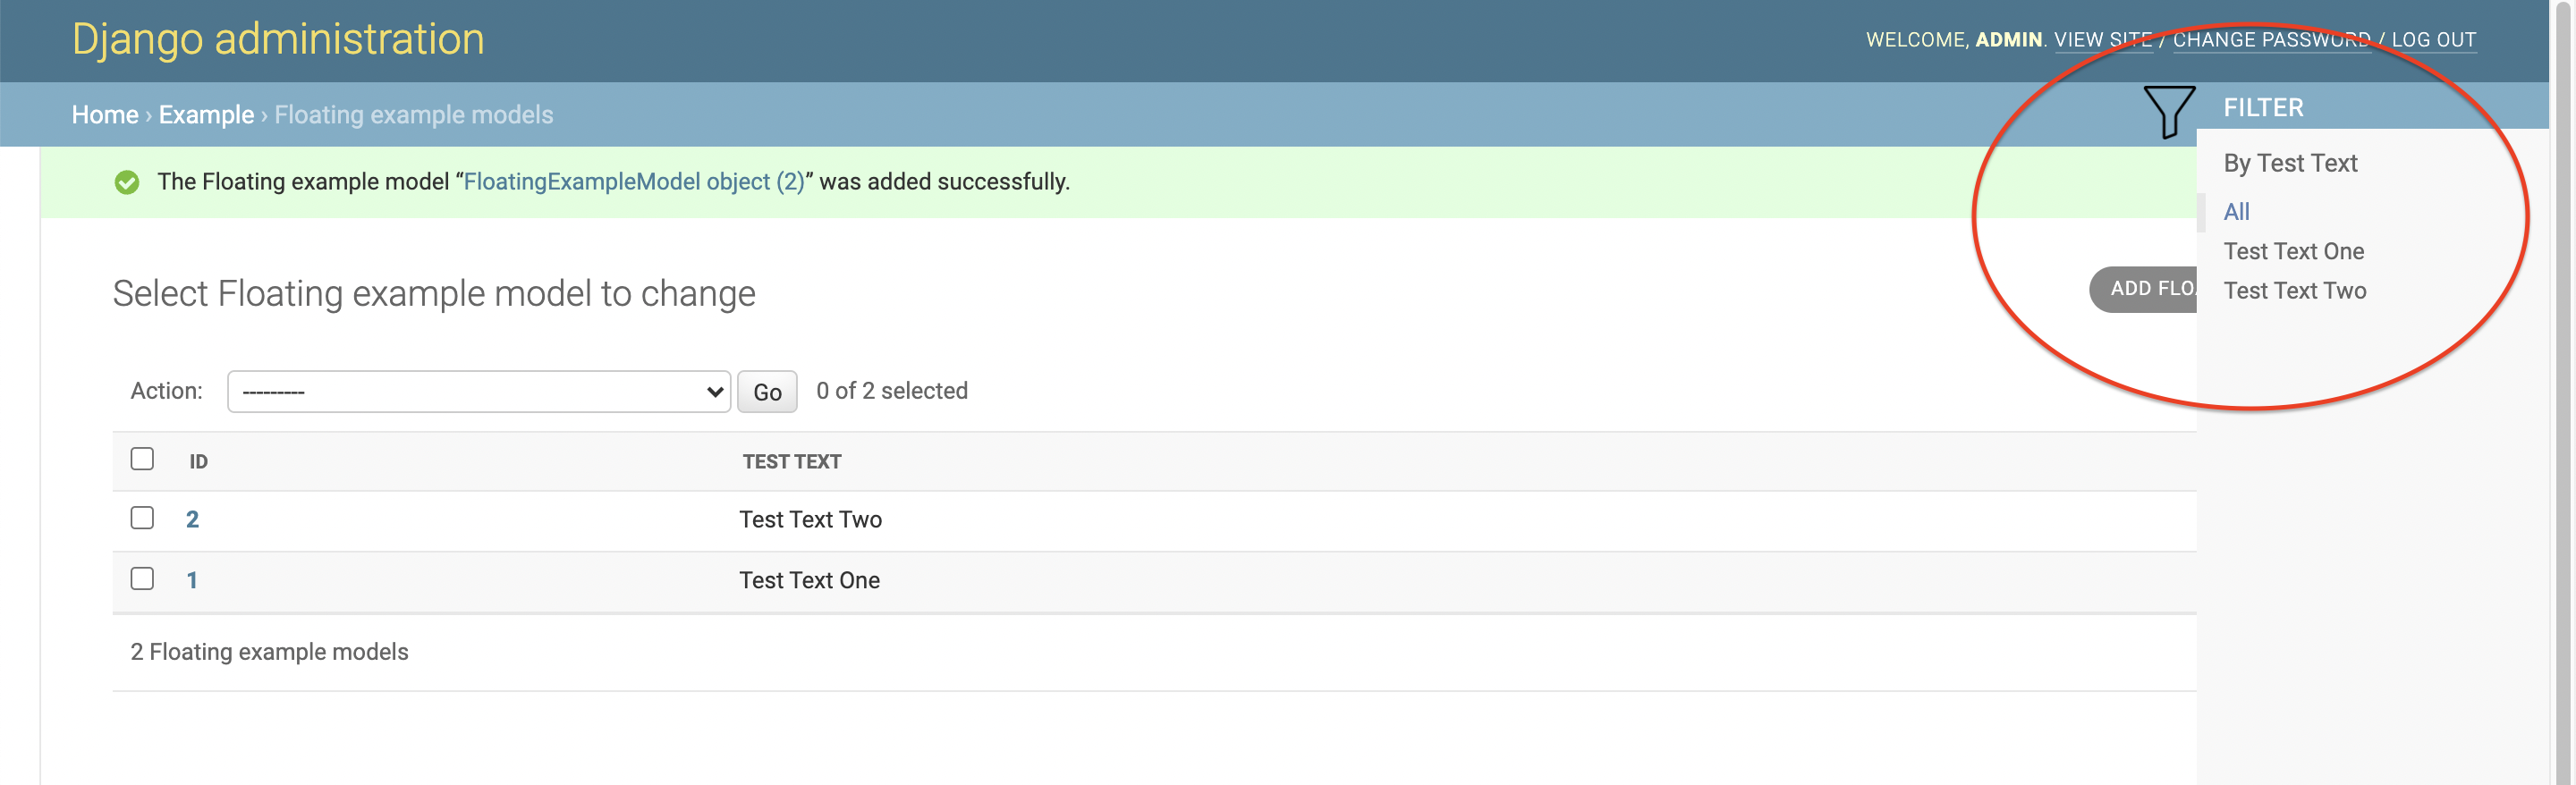 Django administration
WELCOME, ADMIN. VIEW SITE / CHANGE PASSWORD / LOG OUT
Home › Example › Floating example models
FILTER
The Floating example model “FloatingExampleModel object (2)” was added successfully.
By Test Text
All
Test Text One
Test Text Two
Select Floating example model to change
ADD FLO
Action:
---------
Go
0 of 2 selected
ID TEST TEXT
2 Test Text Two
1 Test Text One
2 Floating example models